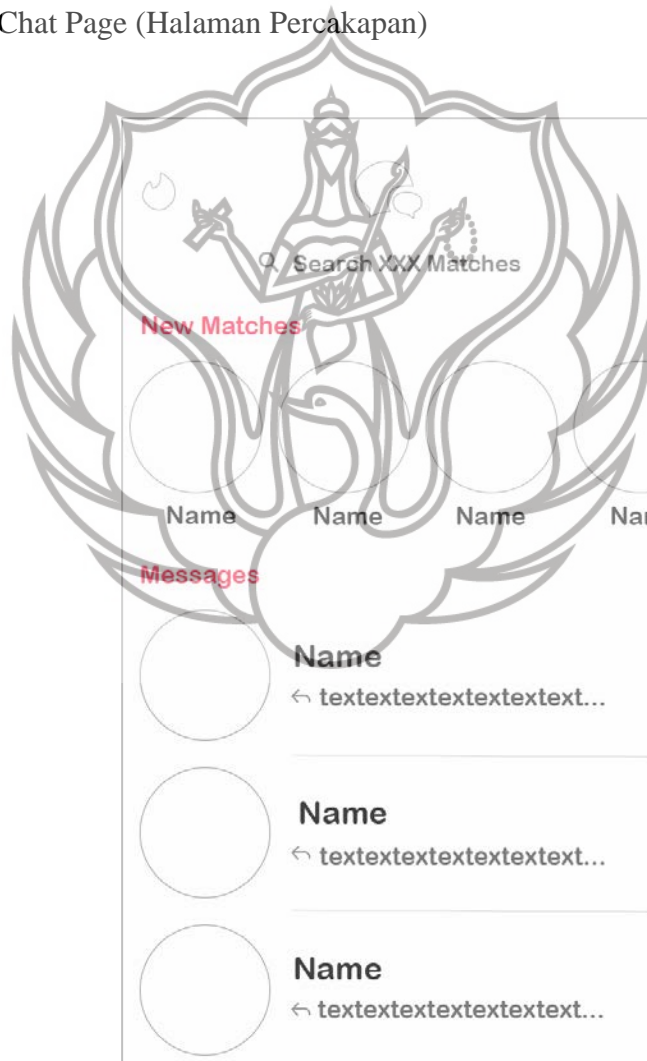 Chat Page (Halaman Percakapan)
Search XXX Matches
New Matches
Name Name Name
Messages
Name
textextextextextextext...
Name
textextextextextextext...
Name
textextextextextextext...